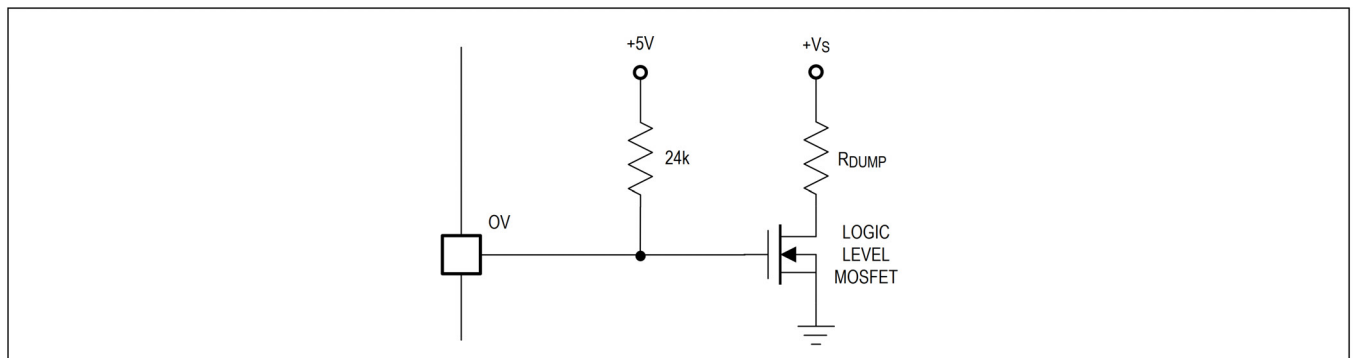 +5V
+VS
24k
RDUMP
OV
LOGIC
LEVEL
MOSFET